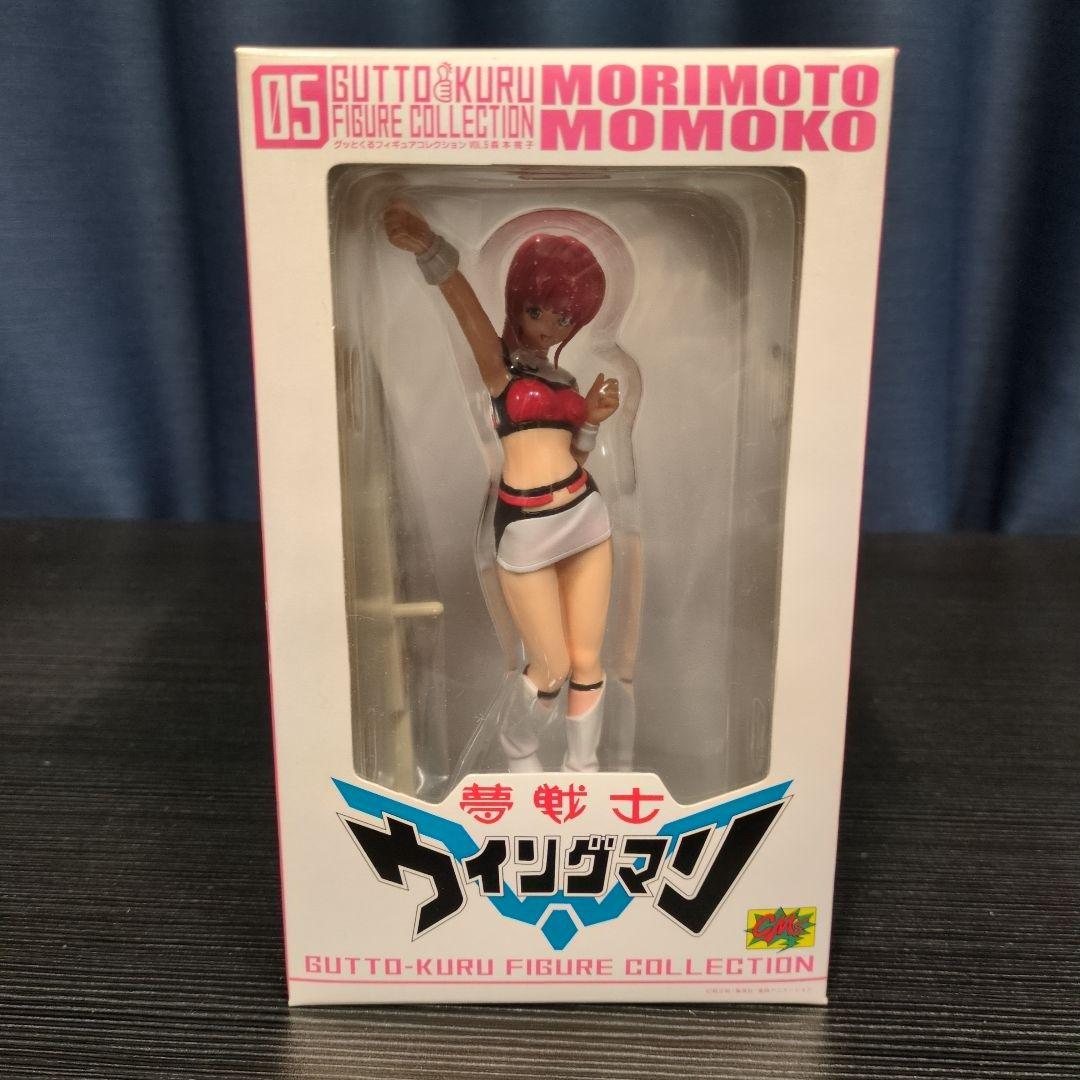 05
GUTTO KURU
FIGURE COLLECTION
グッとくるフィギュアコレクション VOL.5 森本桃子
MORIMOTO
MOMOKO
夢戦士
ウイングマン
CM's
GUTTO-KURU FIGURE COLLECTION